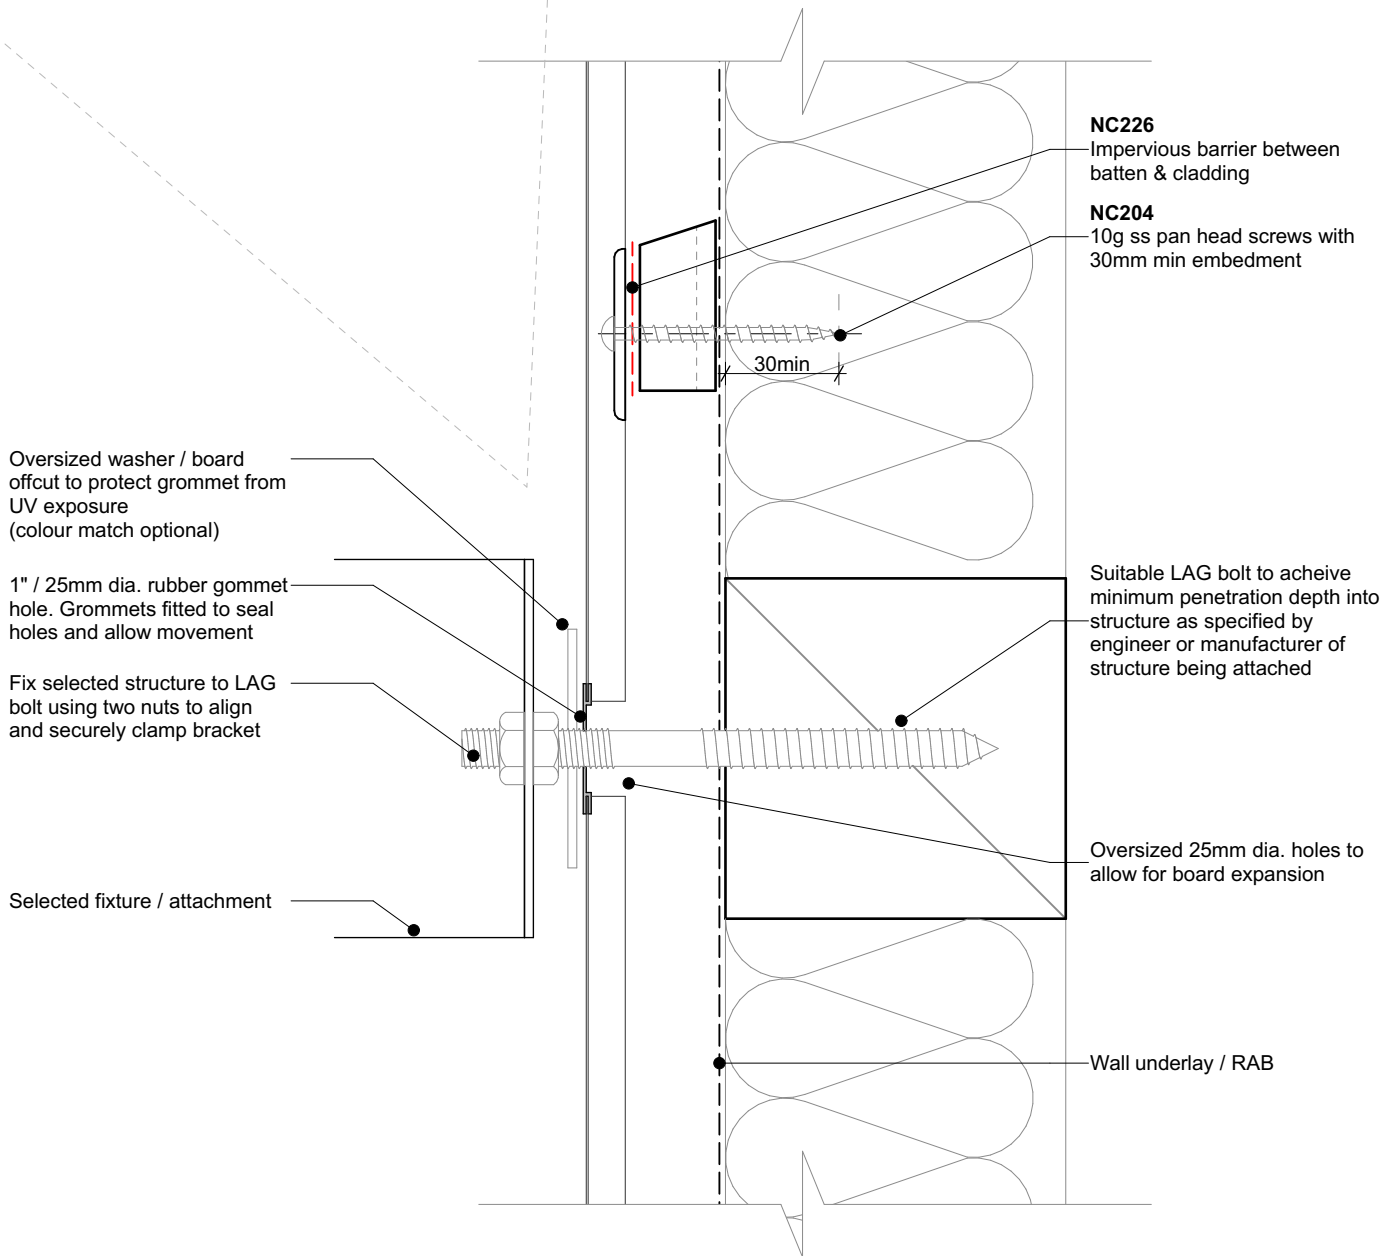 NC226
Impervious barrier between
batten & cladding
NC204
10g ss pan head screws with
30mm min embedment
30min
Oversized washer / board
offcut to protect grommet from
UV exposure
(colour match optional)
1" / 25mm dia. rubber gommet
hole. Grommets fitted to seal
holes and allow movement
Fix selected structure to LAG
bolt using two nuts to align
and securely clamp bracket
Selected fixture / attachment
Suitable LAG bolt to acheive
minimum penetration depth into
structure as specified by
engineer or manufacturer of
structure being attached
Oversized 25mm dia. holes to
allow for board expansion
Wall underlay / RAB